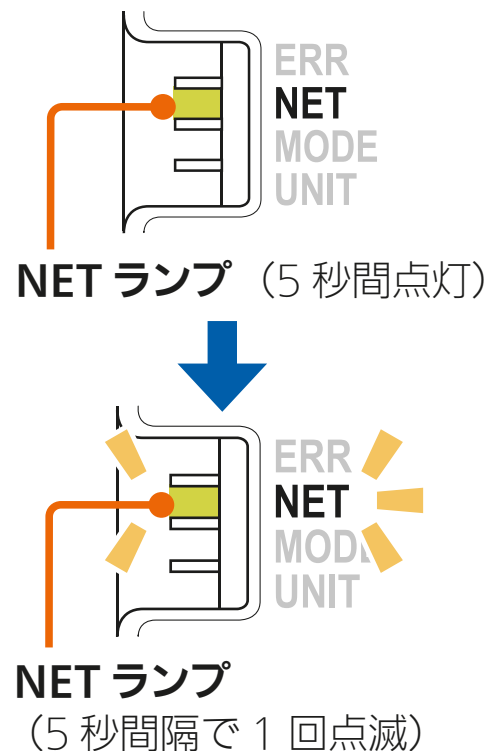 ERR
NET
MODE
UNIT
NET ランプ（5 秒間点灯）
ERR
NET
MODE
UNIT
NET ランプ
（5 秒間隔で 1 回点滅）